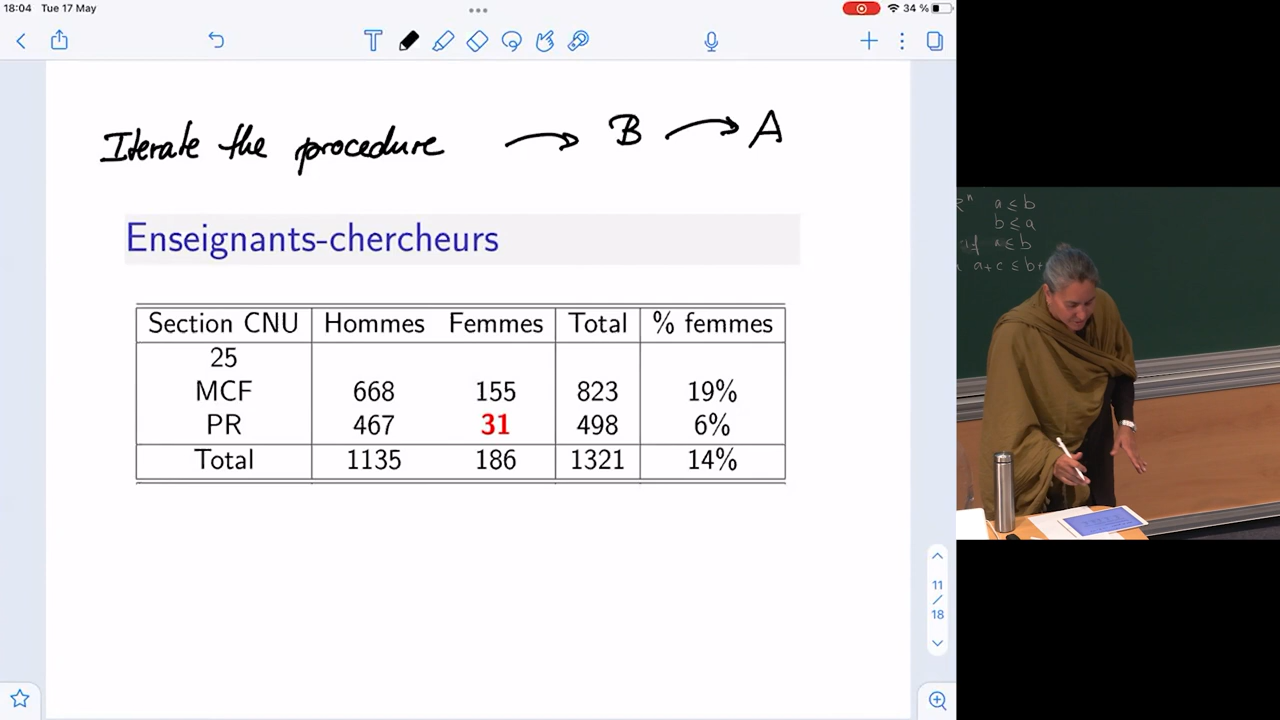 18:04 Tue 17 May
34 %
Iterate the procedure → B → A
Enseignants-chercheurs
Section CNU Hommes Femmes Total % femmes
25
MCF 668 155 823 19%
PR 467 31 498 6%
Total 1135 186 1321 14%
11
/
18
a ≤ b
b ≤ a
if a ≤ b
a+c ≤ b+